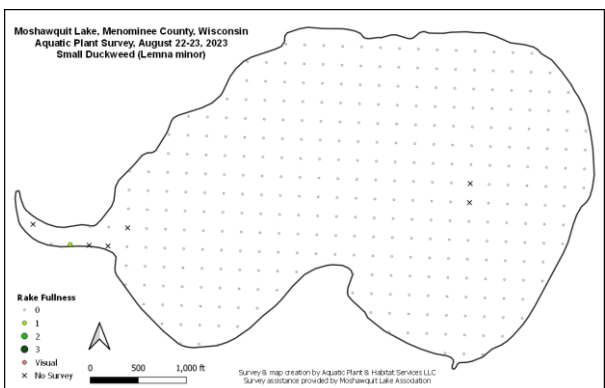 Moshawquit Lake, Menominee County, Wisconsin
Aquatic Plant Survey, August 22-23, 2023
Small Duckweed (Lemna minor)
Rake Fullness
0
1
2
3
Visual
No Survey
0 500 1,000 ft
Survey & map creation by Aquatic Plant & Habitat Services LLC
Survey assistance provided by Moshawquit Lake Association